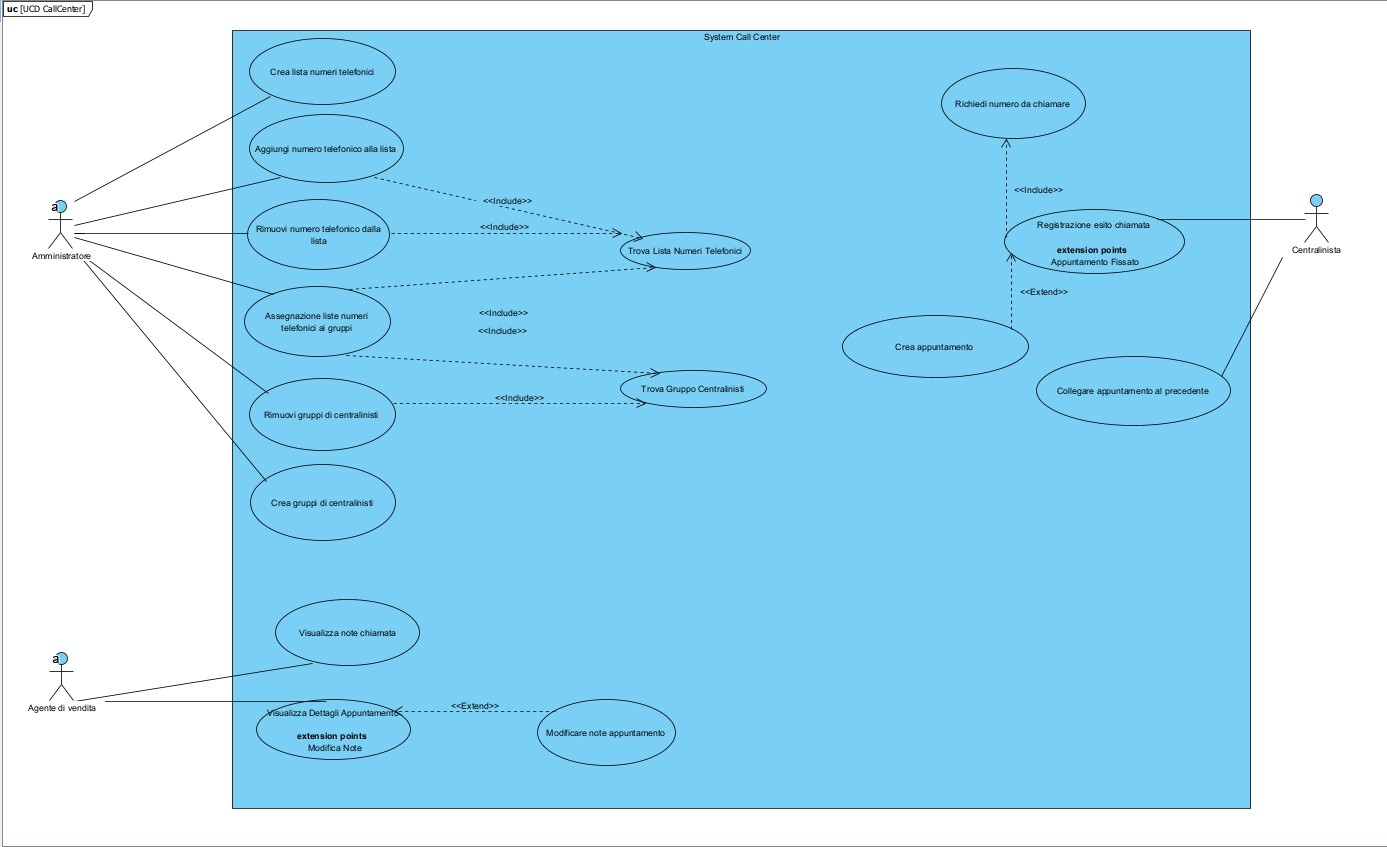 uc [UCD CallCenter]
System Call Center
Crea lista numeri telefonici
Richiedi numero da chiamare
Aggiungi numero telefonico alla lista
<<Include>>
<<Include>>
a
Amministratore
Rimuovi numero telefonico dalla
lista
<<Include>>
Trova Lista Numeri Telefonici
Registrazione esito chiamata
extension points
Appuntamento Fissato
Centralinista
<<Extend>>
Assegnazione liste numeri
telefonici ai gruppi
<<Include>>
<<Include>>
Crea appuntamento
Trova Gruppo Centralinisti
Collegare appuntamento al precedente
<<Include>>
Rimuovi gruppi di centralinisti
Crea gruppi di centralinisti
Visualizza note chiamata
a
Agente di vendita
Visualizza Dettagli Appuntamento
extension points
Modifica Note
<<Extend>>
Modificare note appuntamento